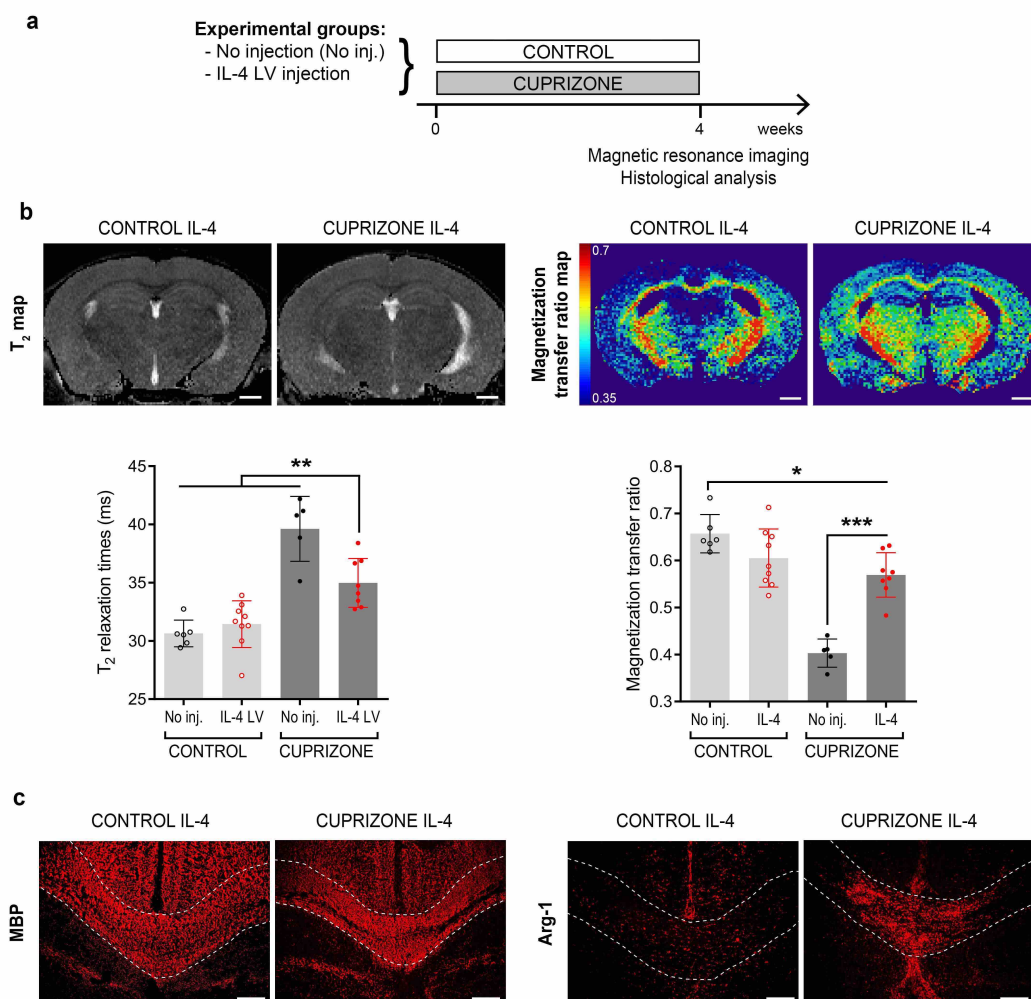 a
Experimental groups:
- No injection (No inj.)
- IL-4 LV injection
}
CONTROL
CUPRIZONE
0 4 weeks
Magnetic resonance imaging
Histological analysis
b
CONTROL IL-4 CUPRIZONE IL-4
T2 map
CONTROL IL-4 CUPRIZONE IL-4
Magnetization
transfer ratio map
0.7
0.35
T2 relaxation times (ms)
45
40
35
30
25
**
No inj. IL-4 LV No inj. IL-4 LV
CONTROL CUPRIZONE
Magnetization transfer ratio
0.8
0.7
0.6
0.5
0.4
0.3
*
***
No inj. IL-4 No inj. IL-4
CONTROL CUPRIZONE
c
CONTROL IL-4 CUPRIZONE IL-4
MBP
CONTROL IL-4 CUPRIZONE IL-4
Arg-1